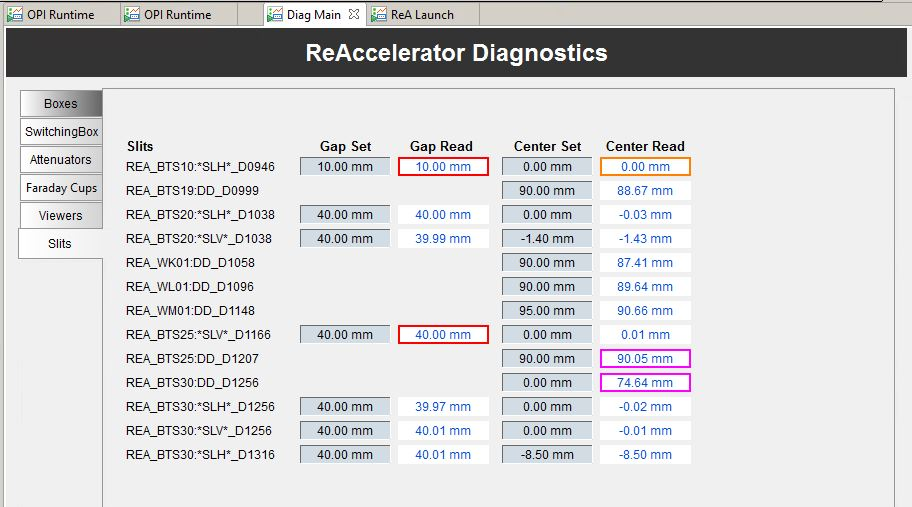 OPI Runtime OPI Runtime Diag Main ReA Launch
ReAccelerator Diagnostics
Boxes
SwitchingBox
Attenuators
Faraday Cups
Viewers
Slits
Slits Gap Set Gap Read Center Set Center Read
REA_BTS10:*SLH*_D0946 10.00 mm 10.00 mm 0.00 mm 0.00 mm
REA_BTS19:DD_D0999 90.00 mm 88.67 mm
REA_BTS20:*SLH*_D1038 40.00 mm 40.00 mm 0.00 mm -0.03 mm
REA_BTS20:*SLV*_D1038 40.00 mm 39.99 mm -1.40 mm -1.43 mm
REA_WK01:DD_D1058 90.00 mm 87.41 mm
REA_WL01:DD_D1096 90.00 mm 89.64 mm
REA_WM01:DD_D1148 95.00 mm 90.66 mm
REA_BTS25:*SLV*_D1166 40.00 mm 40.00 mm 0.00 mm 0.01 mm
REA_BTS25:DD_D1207 90.00 mm 90.05 mm
REA_BTS30:DD_D1256 0.00 mm 74.64 mm
REA_BTS30:*SLH*_D1256 40.00 mm 39.97 mm 0.00 mm -0.02 mm
REA_BTS30:*SLV*_D1256 40.00 mm 40.01 mm 0.00 mm -0.01 mm
REA_BTS30:*SLH*_D1316 40.00 mm 40.01 mm -8.50 mm -8.50 mm